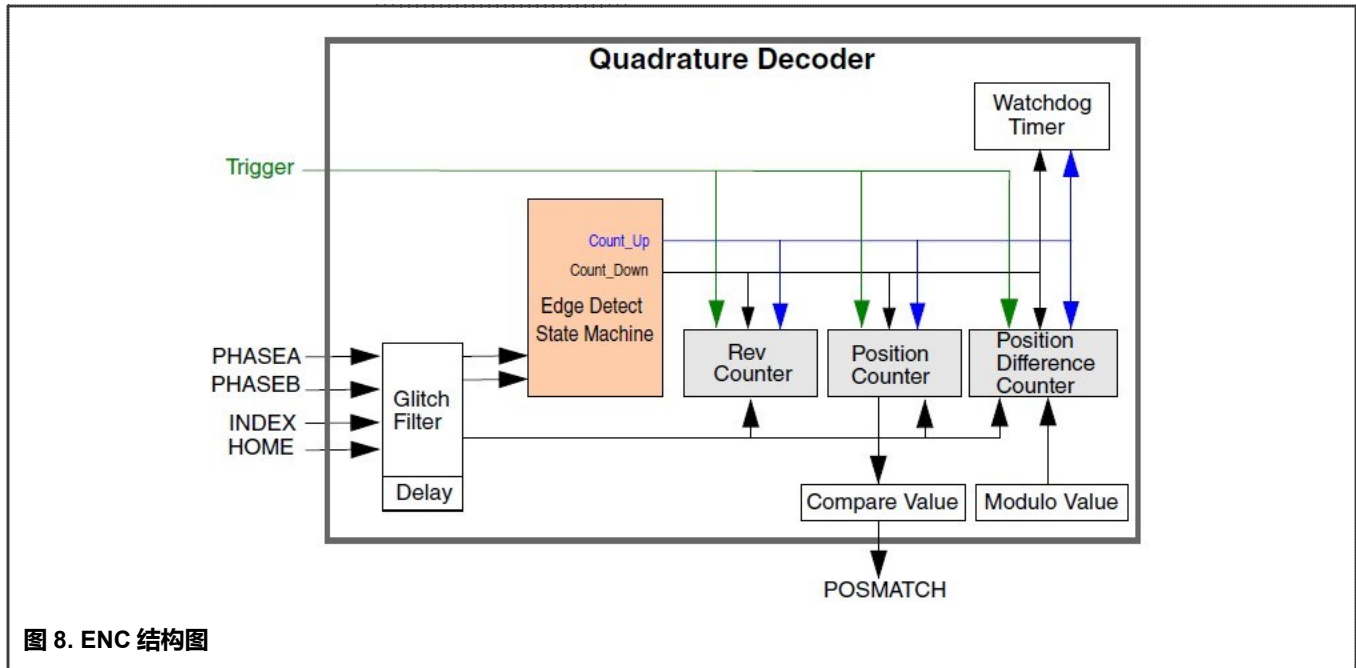 Quadrature Decoder
Watchdog
Timer
Trigger
Count_Up
Count_Down
Edge Detect
State Machine
PHASEA
PHASEB
INDEX
HOME
Glitch
Filter
Delay
Rev
Counter
Position
Counter
Position
Difference
Counter
Compare Value
Modulo Value
POSMATCH
图 8. ENC 结构图